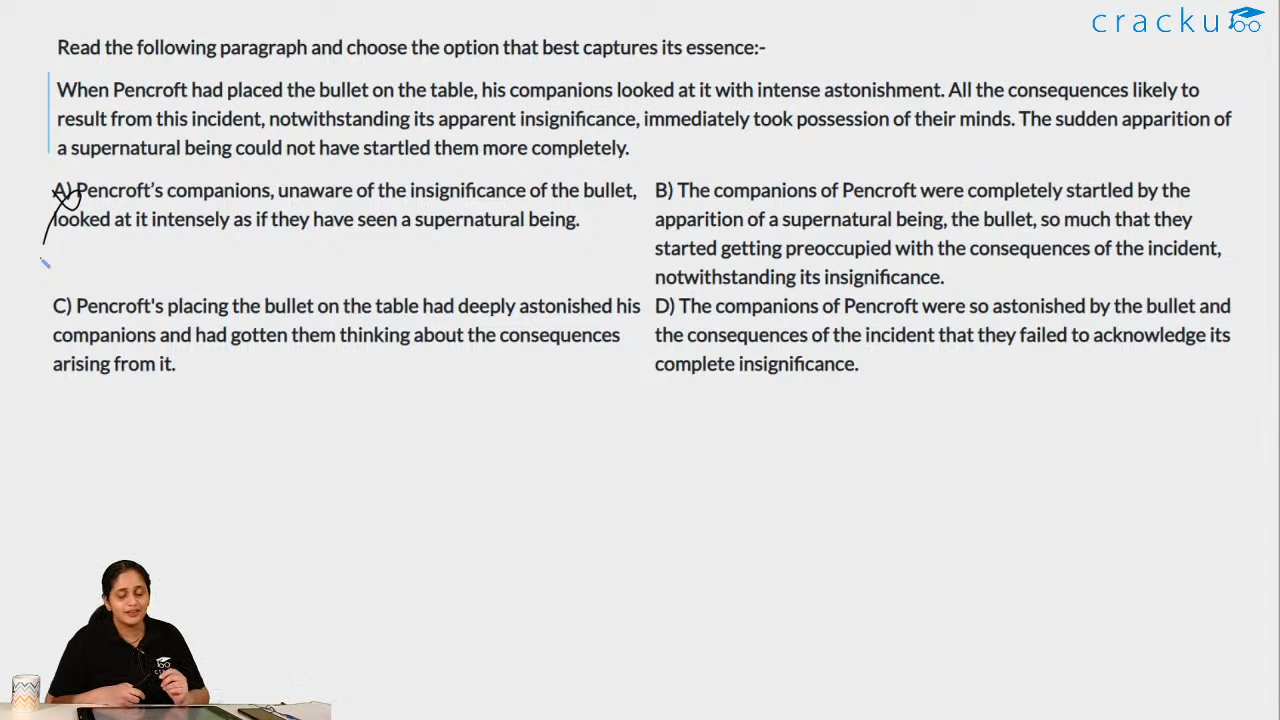 cracku
Read the following paragraph and choose the option that best captures its essence:-
When Pencroft had placed the bullet on the table, his companions looked at it with intense astonishment. All the consequences likely to
result from this incident, notwithstanding its apparent insignificance, immediately took possession of their minds. The sudden apparition of
a supernatural being could not have startled them more completely.
A) Pencroft's companions, unaware of the insignificance of the bullet,
looked at it intensely as if they have seen a supernatural being.
B) The companions of Pencroft were completely startled by the
apparition of a supernatural being, the bullet, so much that they
started getting preoccupied with the consequences of the incident,
notwithstanding its insignificance.
C) Pencroft's placing the bullet on the table had deeply astonished his
companions and had gotten them thinking about the consequences
arising from it.
D) The companions of Pencroft were so astonished by the bullet and
the consequences of the incident that they failed to acknowledge its
complete insignificance.